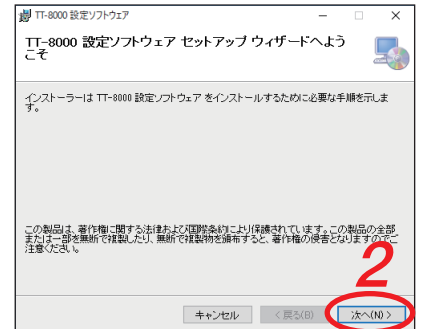 TT-8000 設定ソフトウェア
TT-8000 設定ソフトウェア セットアップ ウィザードへよう
こそ
インストーラーは TT-8000 設定ソフトウェア をインストールするために必要な手順を示しま
す。
この製品は、著作権に関する法律および国際条約により保護されています。この製品の全部
または一部を無断で複製したり、無断で複製物を頒布すると、著作権の侵害となりますのでご
注意ください。
2
キャンセル
< 戻る(B)
次へ(N) >